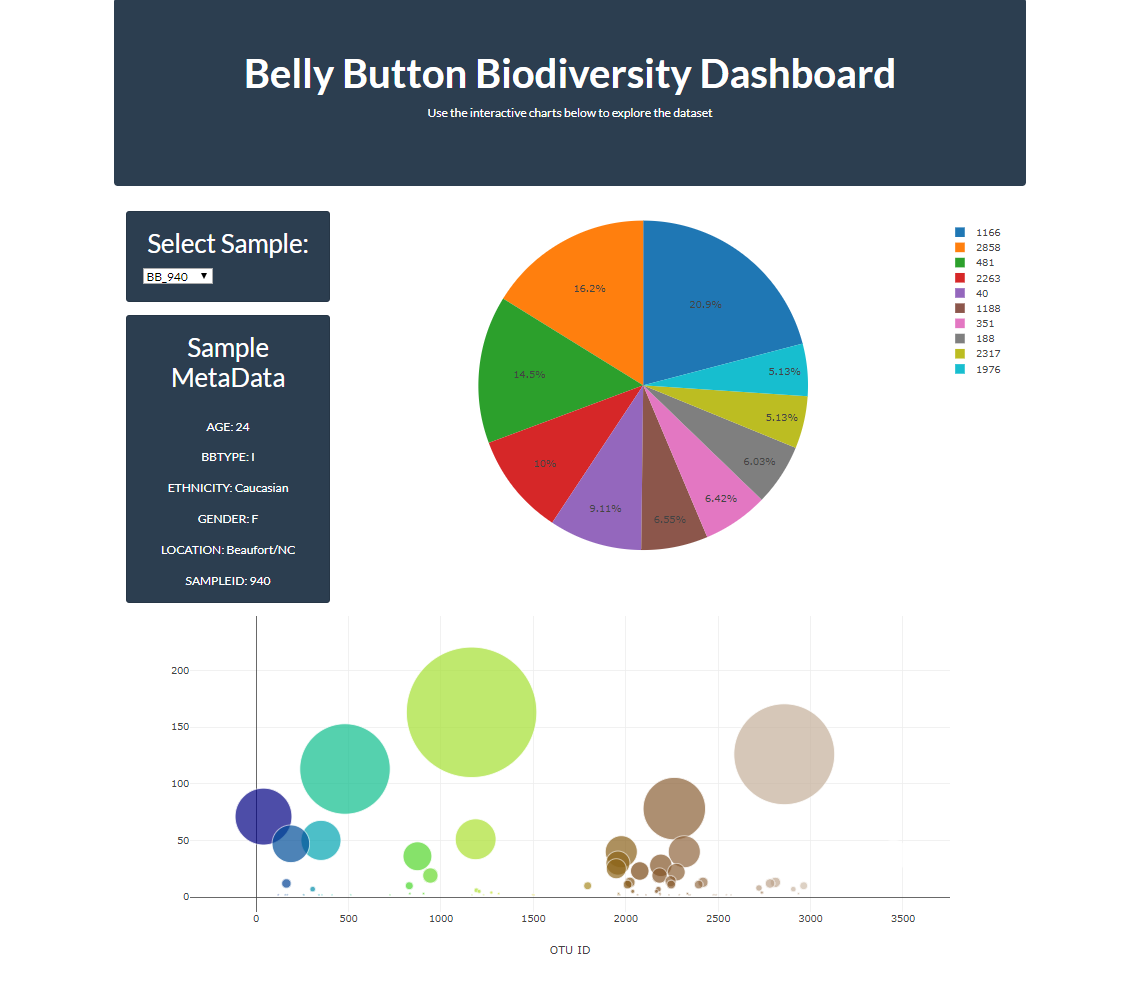 Belly Button Biodiversity Dashboard
Use the interactive charts below to explore the dataset
Select Sample:
BB_940
Sample
MetaData
AGE: 24
BBTYPE: I
ETHNICITY: Caucasian
GENDER: F
LOCATION: Beaufort/NC
SAMPLEID: 940
20.9%
16.2%
14.5%
10%
9.11%
6.55%
6.42%
6.03%
5.13%
5.13%
1166
2858
481
2263
40
1188
351
188
2317
1976
200
150
100
50
0
0 500 1000 1500 2000 2500 3000 3500
OTU ID